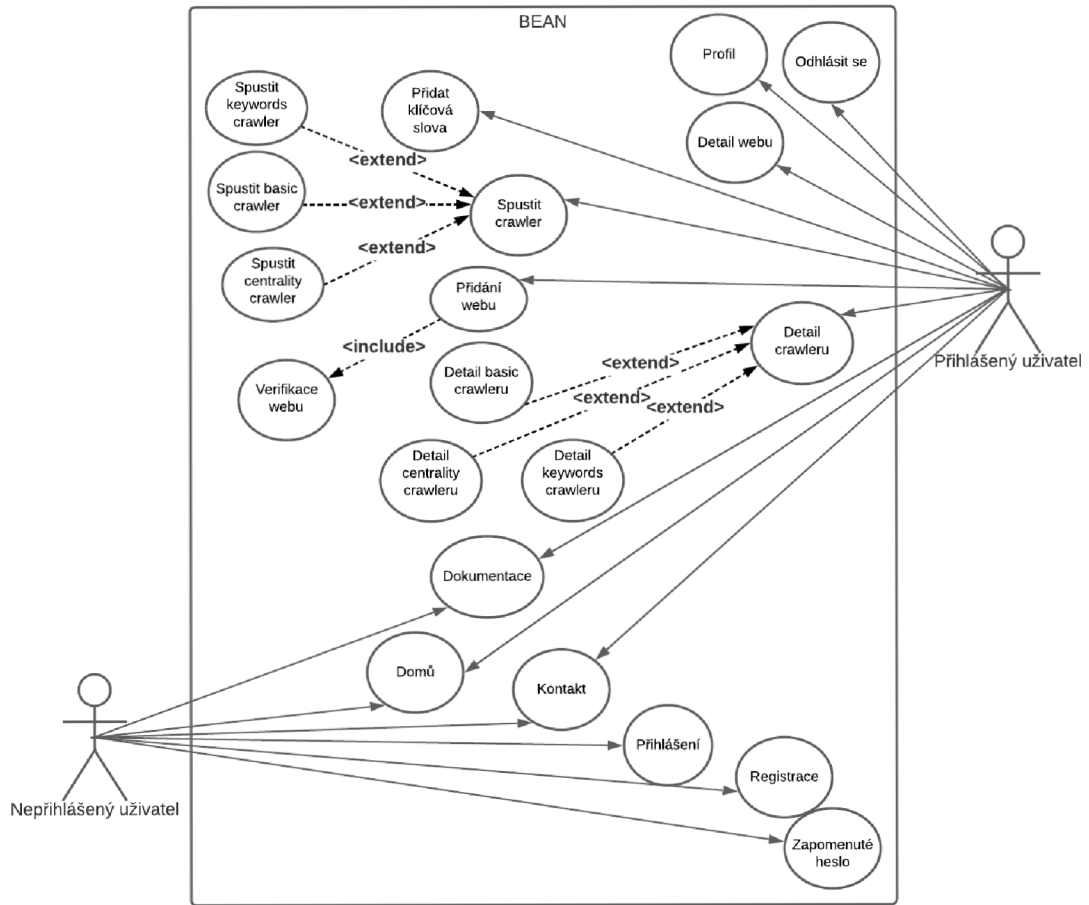 BEAN
Profil
Odhlásit se
Spustit
keywords
crawler
Přidat
klíčová
slova
Detail webu
<extend>
Spustit basic
crawler
<extend>
Spustit
crawler
<extend>
Spustit
centrality
crawler
Přidání
webu
Detail
crawleru
Přihlášený uživatel
<include>
Verifikace
webu
Detail basic
crawleru
<extend>
<extend>
<extend>
Detail
centrality
crawleru
Detail
keywords
crawleru
Dokumentace
Domů
Kontakt
Přihlášení
Registrace
Nepřihlášený uživatel
Zapomenuté
heslo